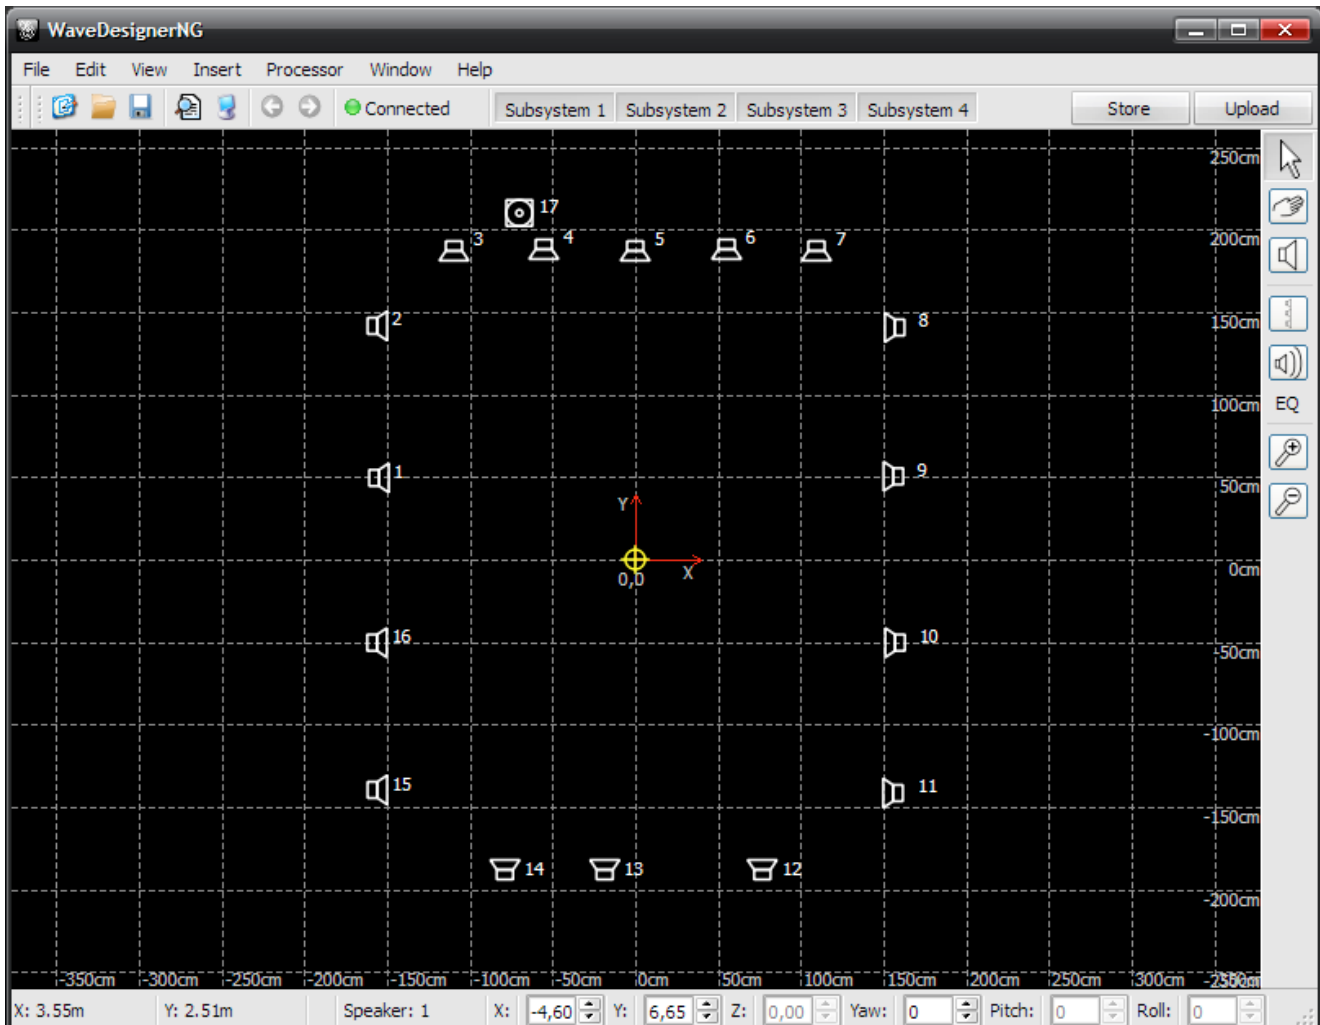 WaveDesignerNG
File Edit View Insert Processor Window Help
Connected Subsystem 1 Subsystem 2 Subsystem 3 Subsystem 4 Store Upload
250cm
17
3 4 5 6 7 200cm
2 8 150cm
100cm EQ
1 9 50cm
Y
0,0 X 0cm
16 10 -50cm
-100cm
15 11 -150cm
14 13 12
-200cm
-350cm -300cm -250cm -200cm -150cm -100cm -50cm 0cm 50cm 100cm 150cm 200cm 250cm 300cm
X: 3.55m Y: 2.51m Speaker: 1 X: -4,60 Y: 6,65 Z: 0,00 Yaw: 0 Pitch: 0 Roll: 0